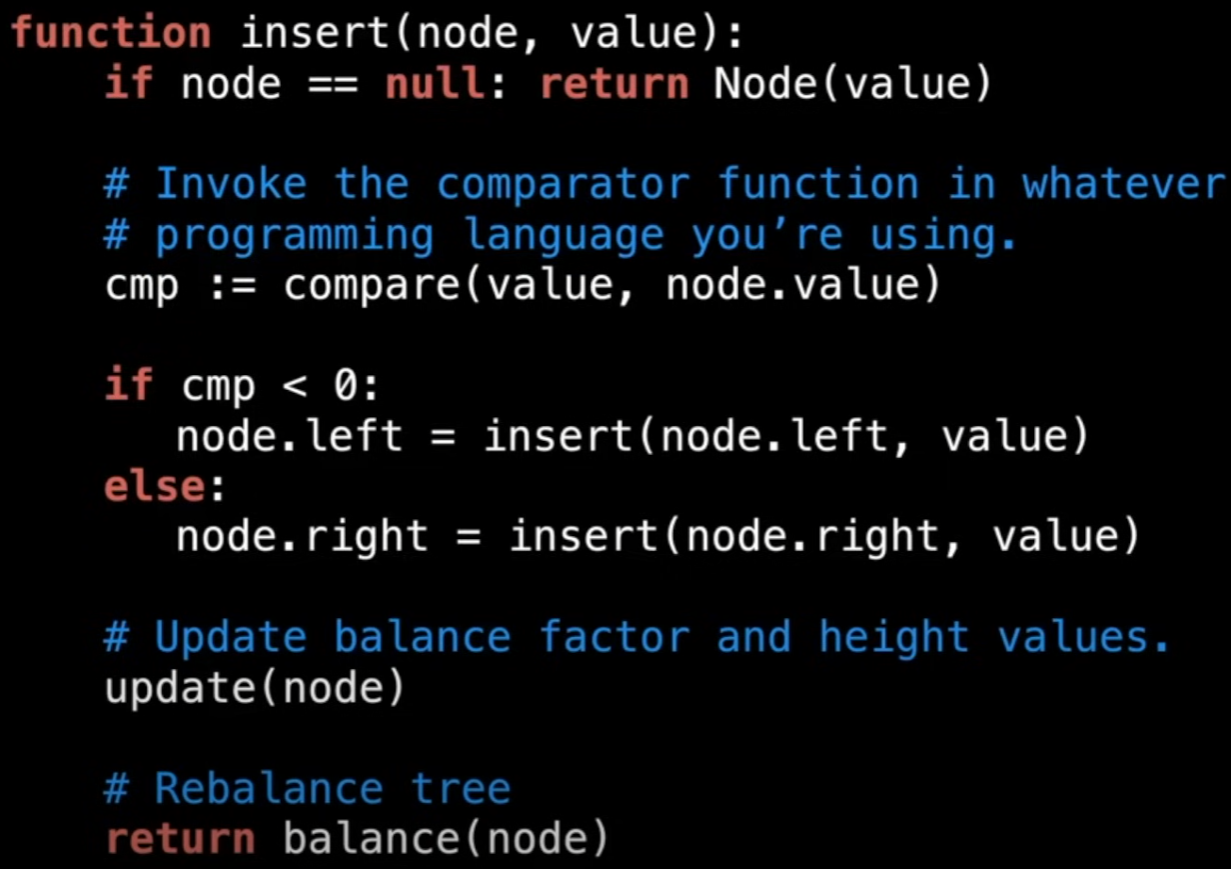 function insert(node, value):
    if node == null: return Node(value)

    # Invoke the comparator function in whatever
    # programming language you’re using.
    cmp := compare(value, node.value)

    if cmp < 0:
       node.left = insert(node.left, value)
    else:
       node.right = insert(node.right, value)

    # Update balance factor and height values.
    update(node)

    # Rebalance tree
    return balance(node)